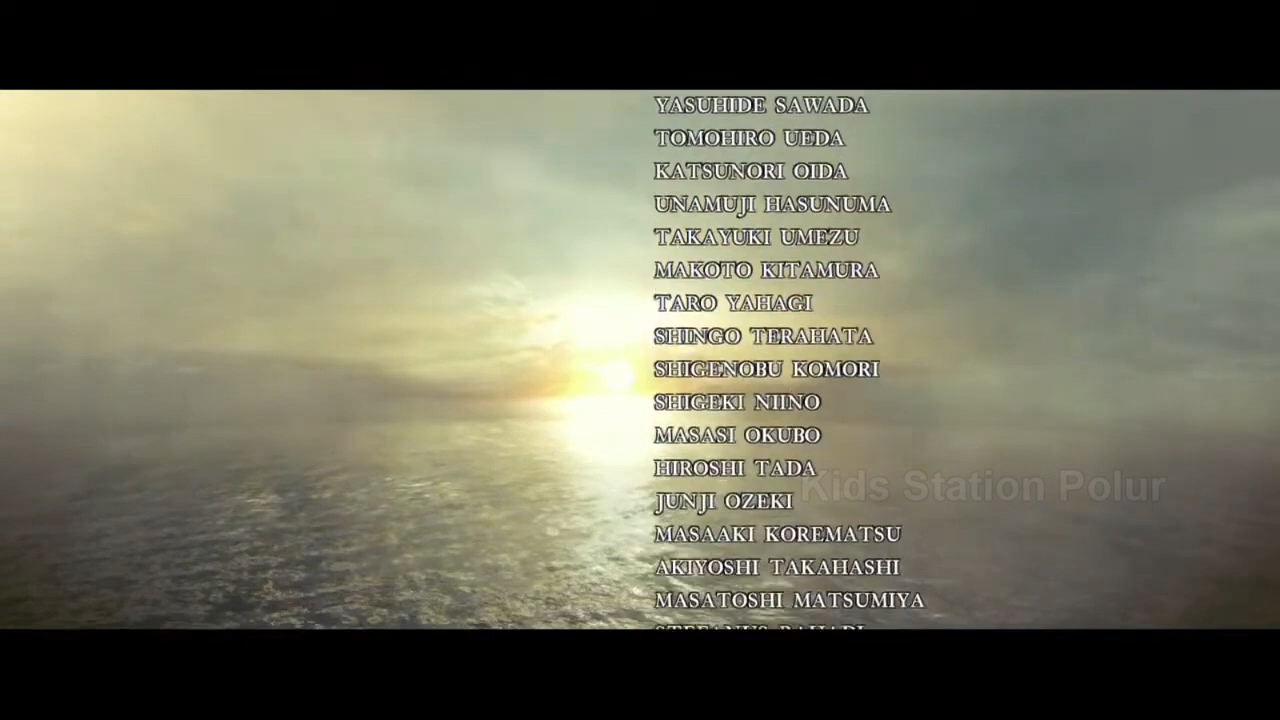 YASUHIDE SAWADA
TOMOHIRO UEDA
KATSUNORI OIDA
UNAMUJI HASUNUMA
TAKAYUKI UMEZU
MAKOTO KITAMURA
TARO YAHAGI
SHINGO TERAHATA
SHIGENOBU KOMORI
SHIGEKI NIINO
MASASI OKUBO
HIROSHI TADA
Kids Station Polur
JUNJI OZEKI
MASAAKI KOREMATSU
AKIYOSHI TAKAHASHI
MASATOSHI MATSUMIYA